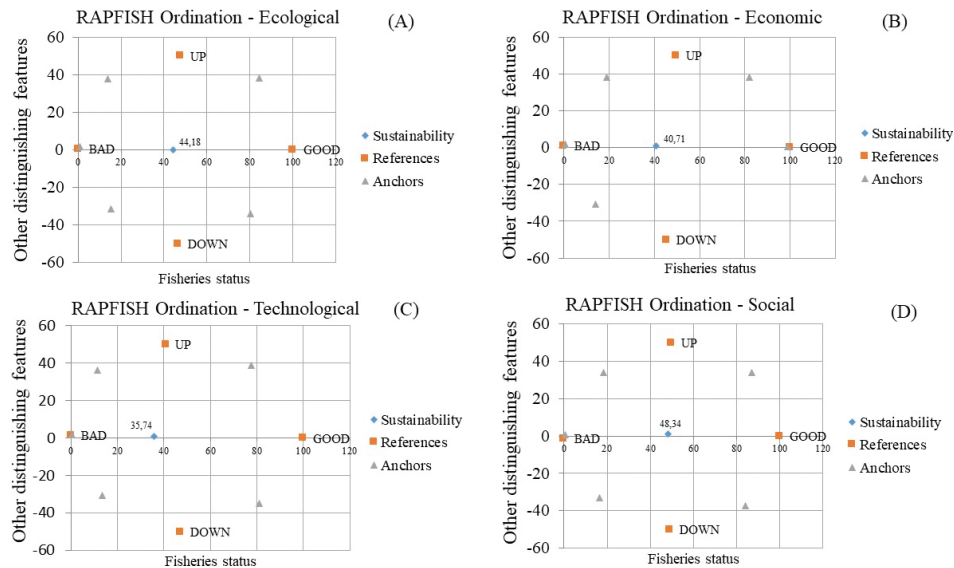 RAPFISH Ordination - Ecological (A)
60
40
20
0
-20
-40
-60
0 20 40 60 80 100 120
UP
44,18
BAD
GOOD
DOWN
Other distinguishing features
Fisheries status
Sustainability
References
Anchors
RAPFISH Ordination - Economic (B)
60
40
20
0
-20
-40
-60
0 20 40 60 80 100 120
UP
40,71
BAD
GOOD
DOWN
Other distinguishing features
Fisheries status
Sustainability
References
Anchors
RAPFISH Ordination - Technological (C)
60
40
20
0
-20
-40
-60
0 20 40 60 80 100 120
UP
35,74
BAD
GOOD
DOWN
Other distinguishing features
Fisheries status
Sustainability
References
Anchors
RAPFISH Ordination - Social (D)
60
40
20
0
-20
-40
-60
0 20 40 60 80 100 120
UP
48,34
BAD
GOOD
DOWN
Other distinguishing features
Fisheries status
Sustainability
References
Anchors